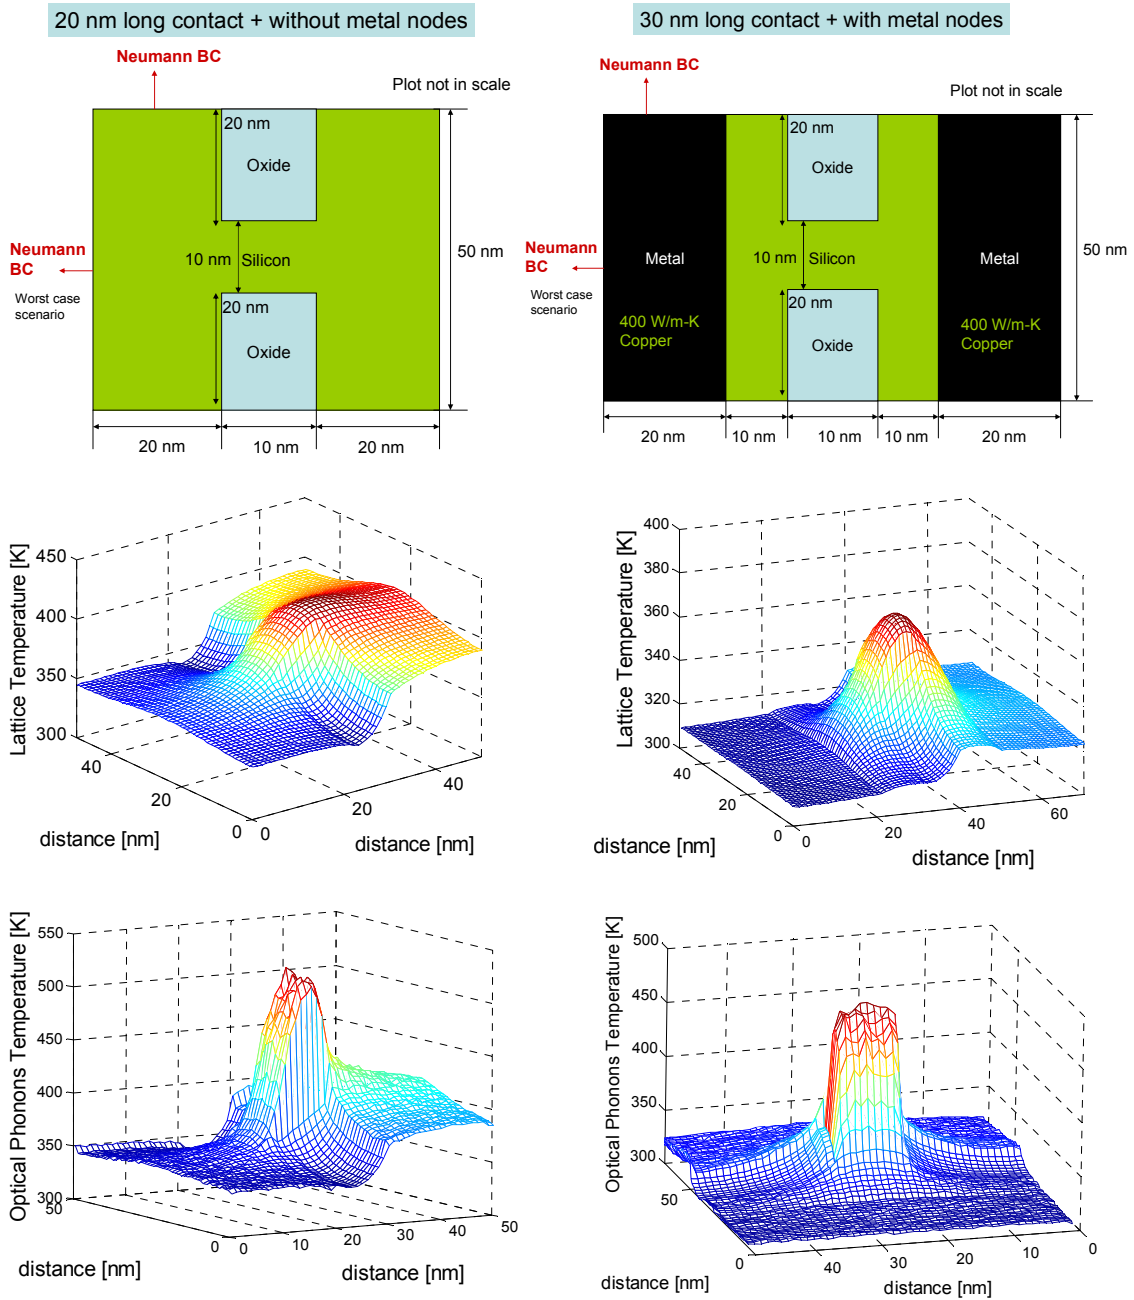 20 nm long contact + without metal nodes
30 nm long contact + with metal nodes
Neumann BC
Plot not in scale
20 nm
Oxide
Neumann
BC
Worst case
scenario
10 nm
Silicon
50 nm
20 nm
Oxide
20 nm
10 nm
20 nm
Neumann BC
Plot not in scale
20 nm
Oxide
Neumann
BC
Worst case
scenario
Metal
10 nm
Silicon
Metal
50 nm
20 nm
400 W/m-K
Copper
Oxide
400 W/m-K
Copper
20 nm
10 nm
10 nm
10 nm
20 nm
Lattice Temperature [K]
450
400
350
300
40
20
0
0
20
40
distance [nm]
distance [nm]
Lattice Temperature [K]
400
380
360
340
320
300
40
20
0
0
20
40
60
distance [nm]
distance [nm]
Optical Phonons Temperature [K]
550
500
450
400
350
300
50
0
0
10
20
30
40
50
distance [nm]
distance [nm]
Optical Phonons Temperature [K]
500
450
400
350
300
50
0
40
30
20
10
0
distance [nm]
distance [nm]